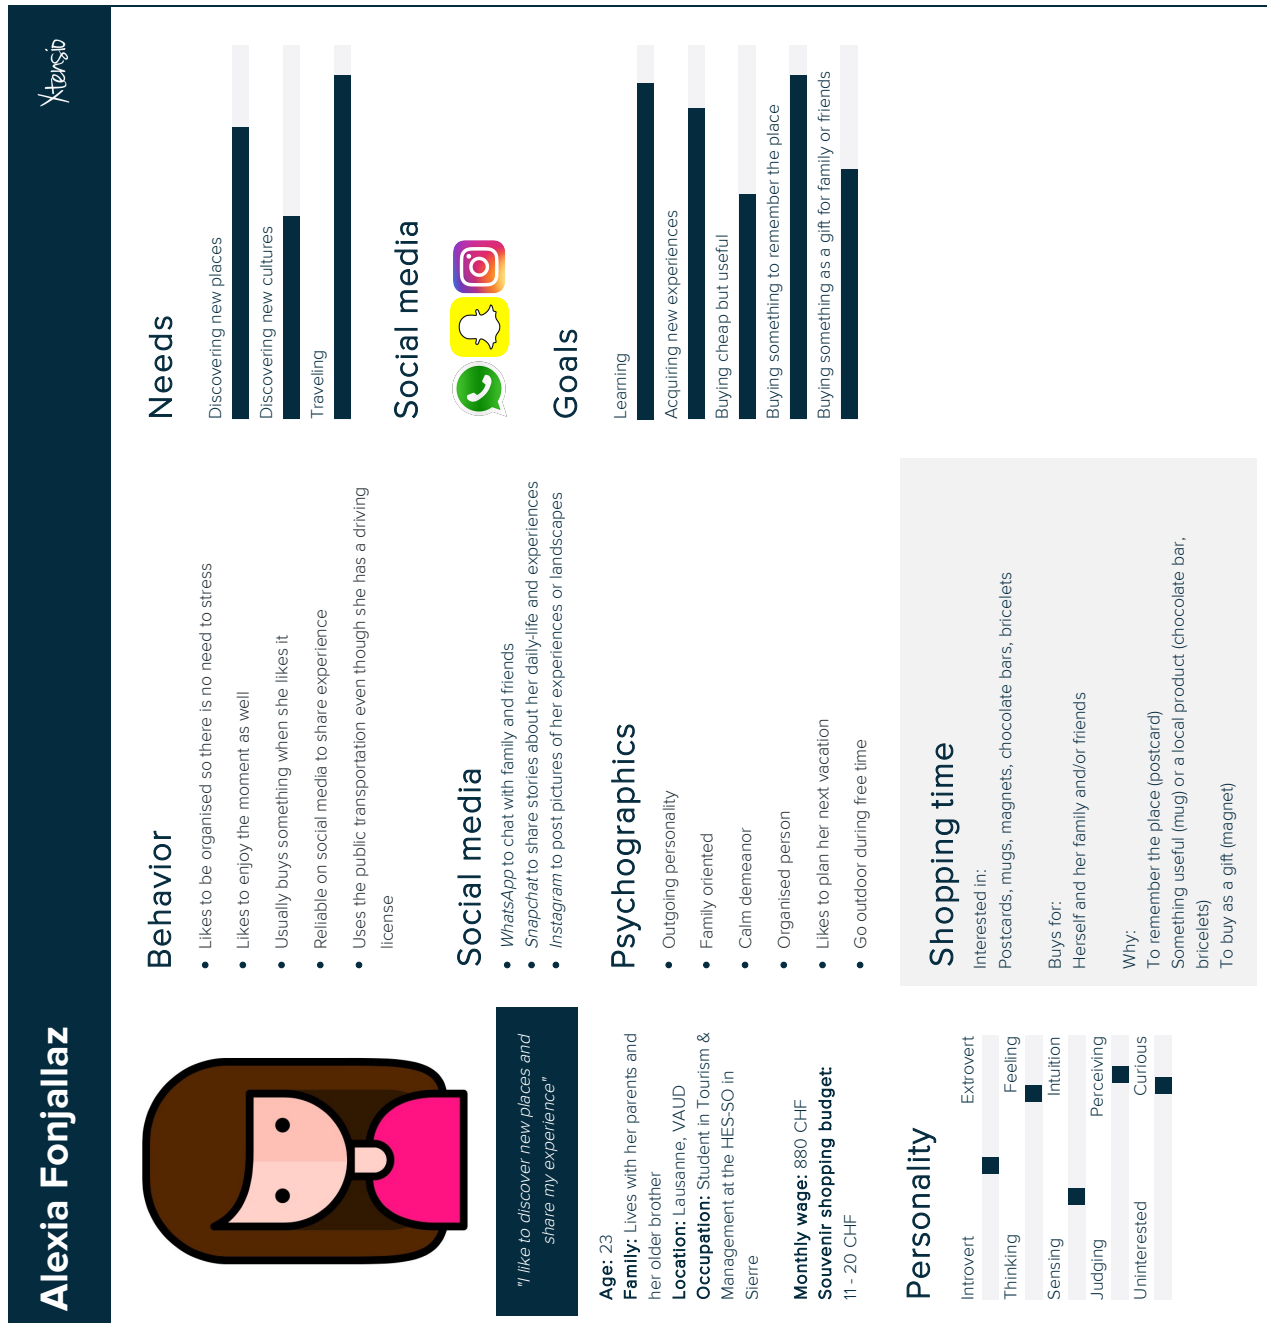 Alexia Fonjallaz
Xtensio
"I like to discover new places and
share my experience"
Age: 23
Family: Lives with her parents and
her older brother
Location: Lausanne, VAUD
Occupation: Student in Tourism &
Management at the HES-SO in
Sierre
Monthly wage: 880 CHF
Souvenir shopping budget:
11 - 20 CHF
Personality
Introvert Extrovert
Thinking Feeling
Sensing Intuition
Judging Perceiving
Uninterested Curious
Behavior
• Likes to be organised so there is no need to stress
• Likes to enjoy the moment as well
• Usually buys something when she likes it
• Reliable on social media to share experience
• Uses the public transportation even though she has a driving
license
Social media
• WhatsApp to chat with family and friends
• Snapchat to share stories about her daily-life and experiences
• Instagram to post pictures of her experiences or landscapes
Psychographics
• Outgoing personality
• Family oriented
• Calm demeanor
• Organised person
• Likes to plan her next vacation
• Go outdoor during free time
Shopping time
Interested in:
Postcards, mugs, magnets, chocolate bars, bricelets
Buys for:
Herself and her family and/or friends
Why:
To remember the place (postcard)
Something useful (mug) or a local product (chocolate bar,
bricelets)
To buy as a gift (magnet)
Needs
Discovering new places
Discovering new cultures
Traveling
Social media
Goals
Learning
Acquiring new experiences
Buying cheap but useful
Buying something to remember the place
Buying something as a gift for family or friends